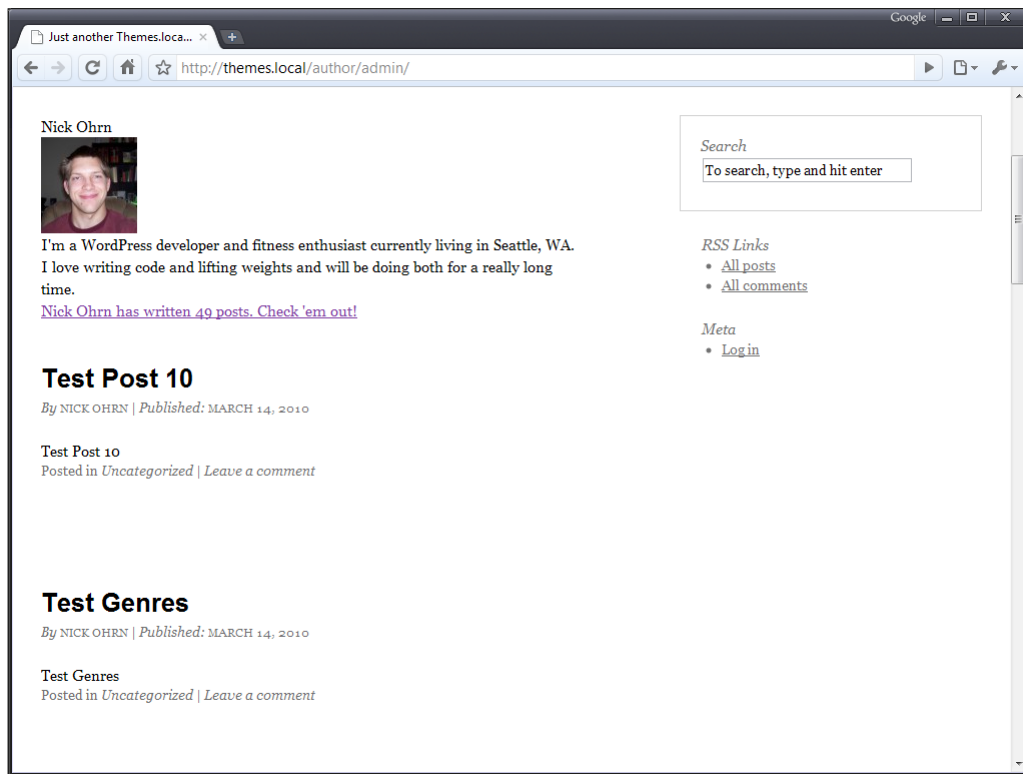 Google
Just another Themes.loca...
http://themes.local/author/admin/
Nick Ohrn
I'm a WordPress developer and fitness enthusiast currently living in Seattle, WA.
I love writing code and lifting weights and will be doing both for a really long
time.
Nick Ohrn has written 49 posts. Check 'em out!
Test Post 10
By NICK OHRN | Published: MARCH 14, 2010
Test Post 10
Posted in Uncategorized | Leave a comment
Test Genres
By NICK OHRN | Published: MARCH 14, 2010
Test Genres
Posted in Uncategorized | Leave a comment
Search
To search, type and hit enter
RSS Links
All posts
All comments
Meta
Log in